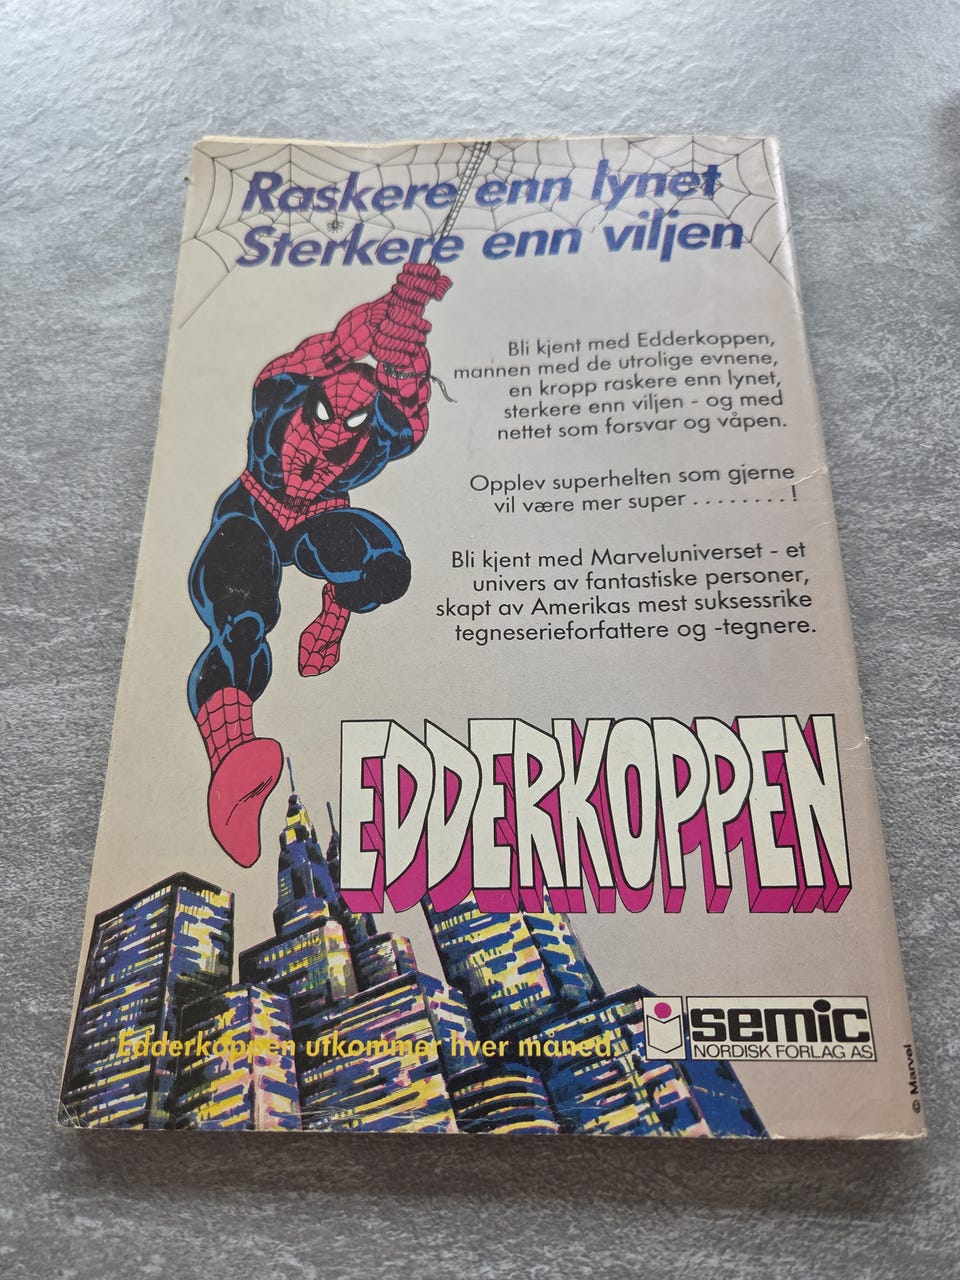 Raskere enn lynet
Sterkere enn viljen
Bli kjent med Edderkoppen,
mannen med de utrolige evnene,
en kropp raskere enn lynet,
sterkere enn viljen - og med
nettet som forsvar og våpen.
Opplev superhelten som gjerne
vil være mer super . . . . . . . . !
Bli kjent med Marveluniverset - et
univers av fantastiske personer,
skapt av Amerikas mest suksessrike
tegneserieforfattere og -tegnere.
EDDERKOPPEN
Edderkoppen utkommer hver måned.
semic
NORDISK FORLAG AS
© Marvel